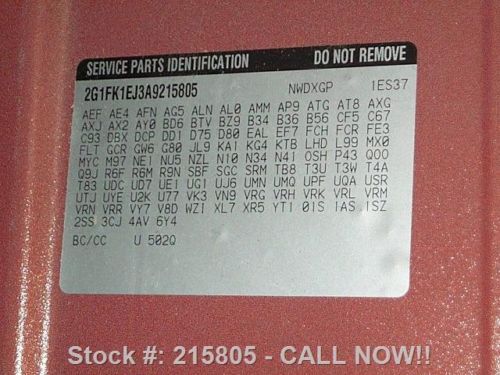 SERVICE PARTS IDENTIFICATION DO NOT REMOVE
2G1FK1EJ3A9215805 NWDXGP 1ES37
AEF AE4 AFN AG5 ALN AL0 AMM AP9 ATG AT8 AXG
AXJ AX2 AY0 BD6 BTV BZ9 B34 B36 B56 CF5 C67
C93 DBX DCP DD1 D75 D80 EAL EF7 FCH FCR FE3
FLT GCR GW6 G80 JL9 KA1 KG4 KTB LHD L99 MX0
MYC M97 NE1 NU5 NZL N10 N34 N41 OSH P43 Q00
Q9J R6F R6M R9N SBF SGC SRM TB8 T3U T3W T4A
T83 UDC UD7 UE1 UG1 UJ6 UMN UMQ UPF UQA USR
UTJ UYE U2K U77 VK3 VN9 VRG VRH VRK VRL VRM
VRN VRR VY7 V8D WZ1 XL7 XR5 YT1 01S 1AS 1SZ
2SS 3CJ 4AV 6Y4
BC/CC U 502Q
Stock #: 215805 - CALL NOW!!